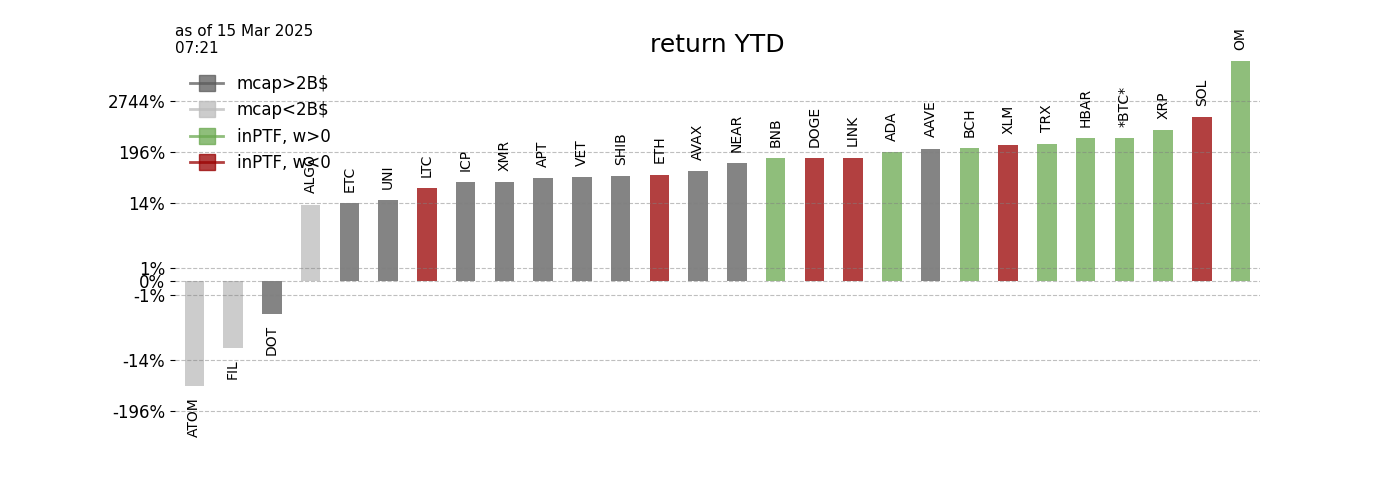 as of 15 Mar 2025
07:21
return YTD
mcap>2B$
mcap<2B$
inPTF, w>0
inPTF, w<0
2744%
196%
14%
1%
0%
-1%
-14%
-196%
ATOM
FIL
DOT
ALGO
ETC
UNI
LTC
ICP
XMR
APT
VET
SHIB
ETH
AVAX
NEAR
BNB
DOGE
LINK
ADA
AAVE
BCH
XLM
TRX
HBAR
*BTC*
XRP
SOL
OM